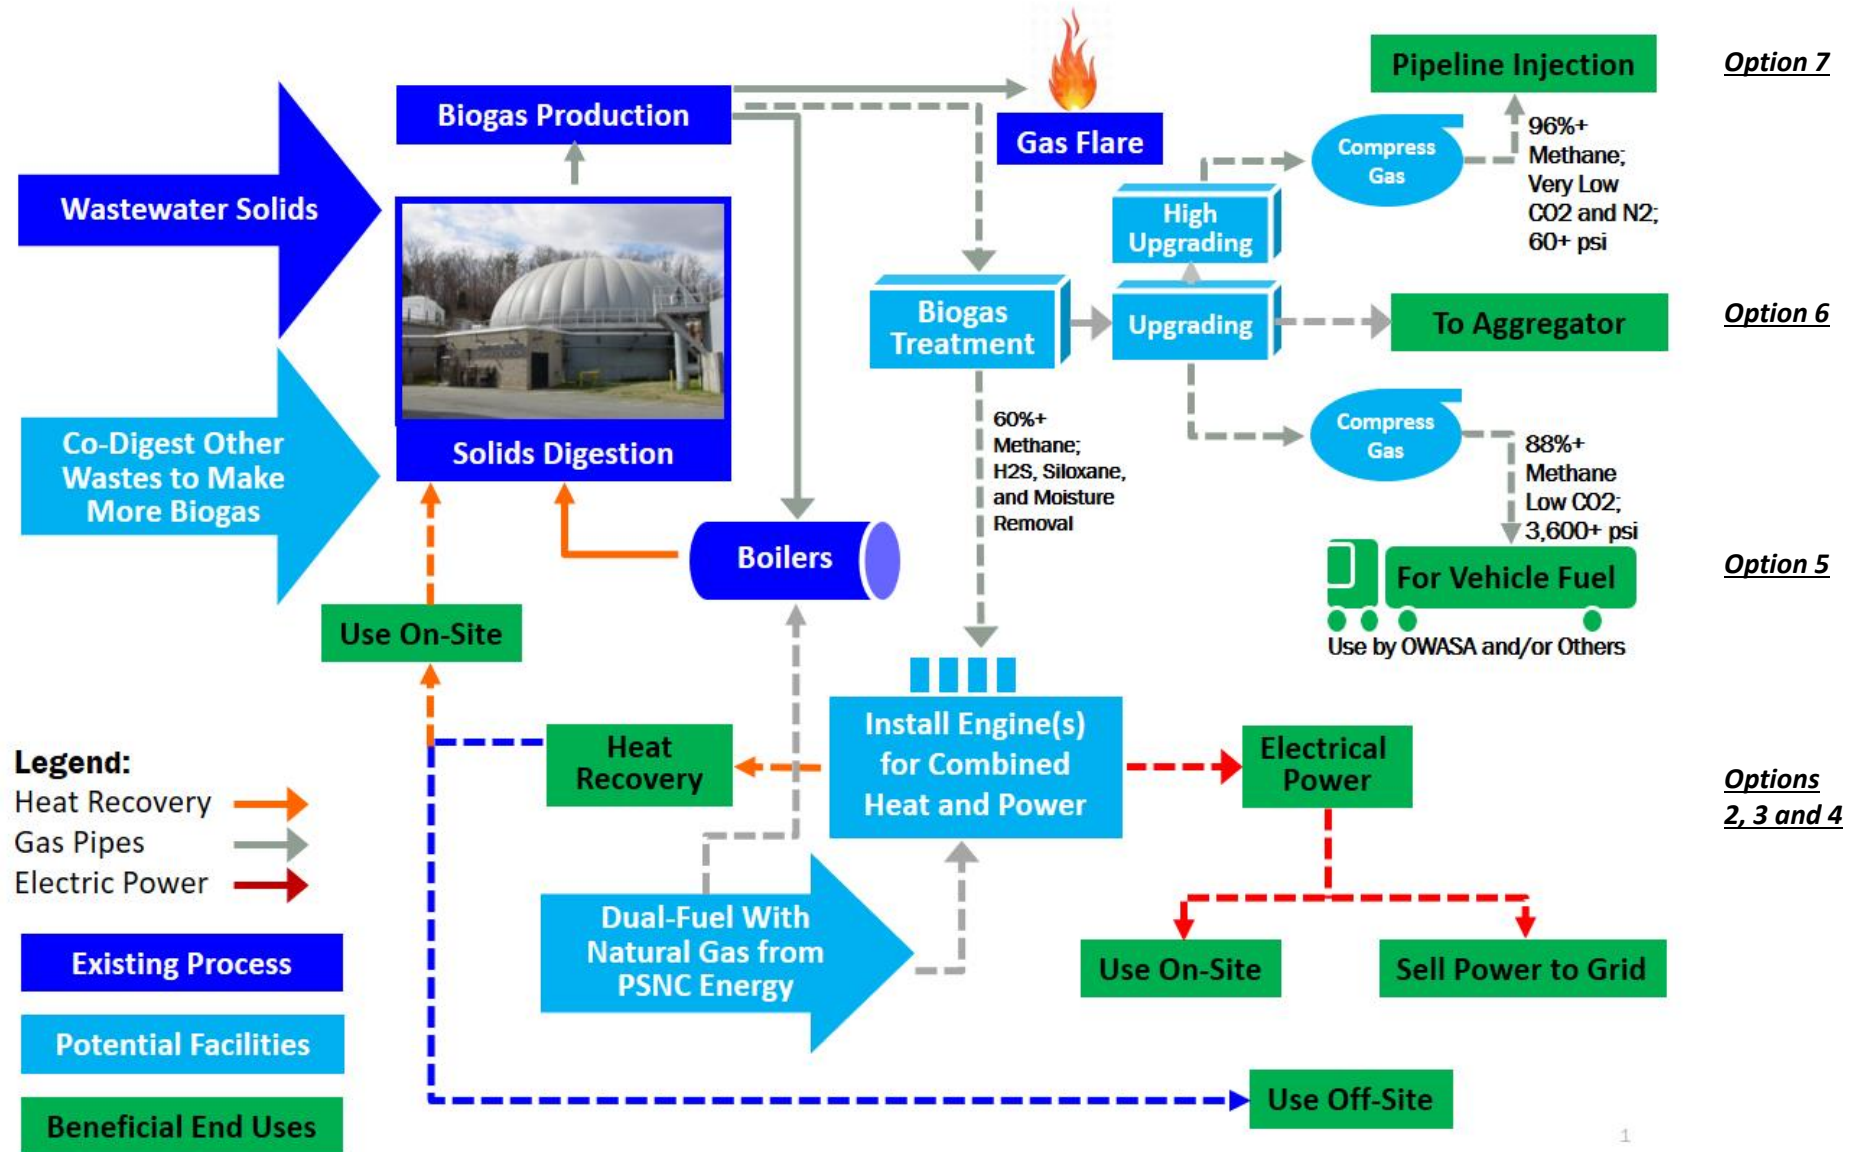 Pipeline Injection
Option 7
Biogas Production
Gas Flare
Compress
Gas
96%+
Methane;
Very Low
CO2 and N2;
60+ psi
Wastewater Solids
High
Upgrading
Biogas
Treatment
Upgrading
To Aggregator
Option 6
60%+
Methane;
H2S, Siloxane,
and Moisture
Removal
Compress
Gas
88%+
Methane
Low CO2;
3,600+ psi
Co-Digest Other
Wastes to Make
More Biogas
Solids Digestion
Boilers
For Vehicle Fuel
Option 5
Use by OWASA and/or Others
Use On-Site
Heat
Recovery
Install Engine(s)
for Combined
Heat and Power
Electrical
Power
Options
2, 3 and 4
Legend:
Heat Recovery
Gas Pipes
Electric Power
Dual-Fuel With
Natural Gas from
PSNC Energy
Use On-Site
Sell Power to Grid
Existing Process
Potential Facilities
Beneficial End Uses
Use Off-Site
1